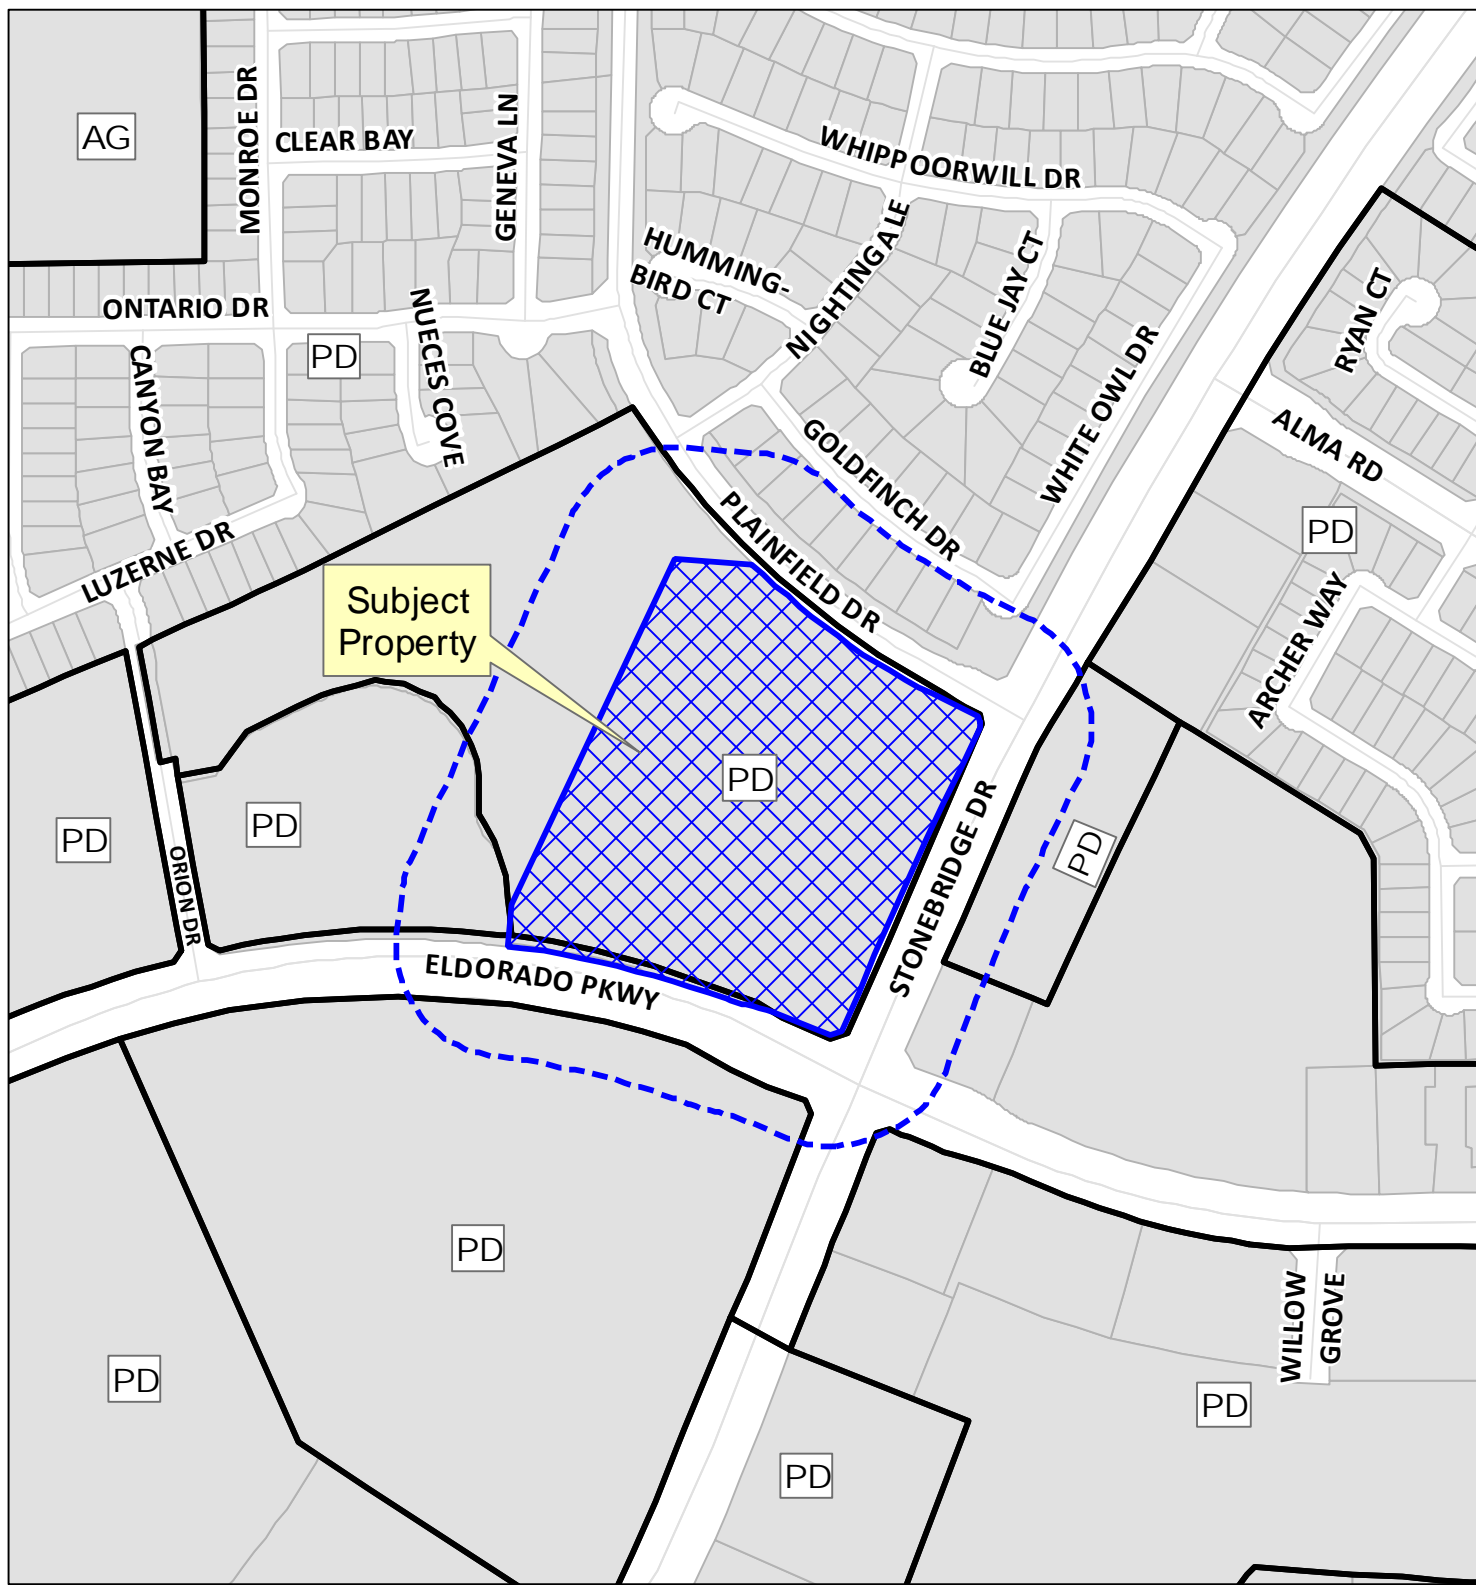 AG
MONROE DR
CLEAR BAY
GENEVA LN
WHIPPOORWILL DR
NIGHTINGALE
HUMMING-
BIRD CT
BLUE JAY CT
ONTARIO DR
NUECES COVE
PD
CANYON BAY
LUZERNE DR
RYAN CT
WHITE OWL DR
ALMA RD
GOLDFINCH DR
PLAINFIELD DR
PD
ARCHER WAY
Subject
Property
PD
PD
PD
PD
ORION DR
STONEBRIDGE DR
ELDORADO PKWY
PD
PD
WILLOW
GROVE
PD
PD